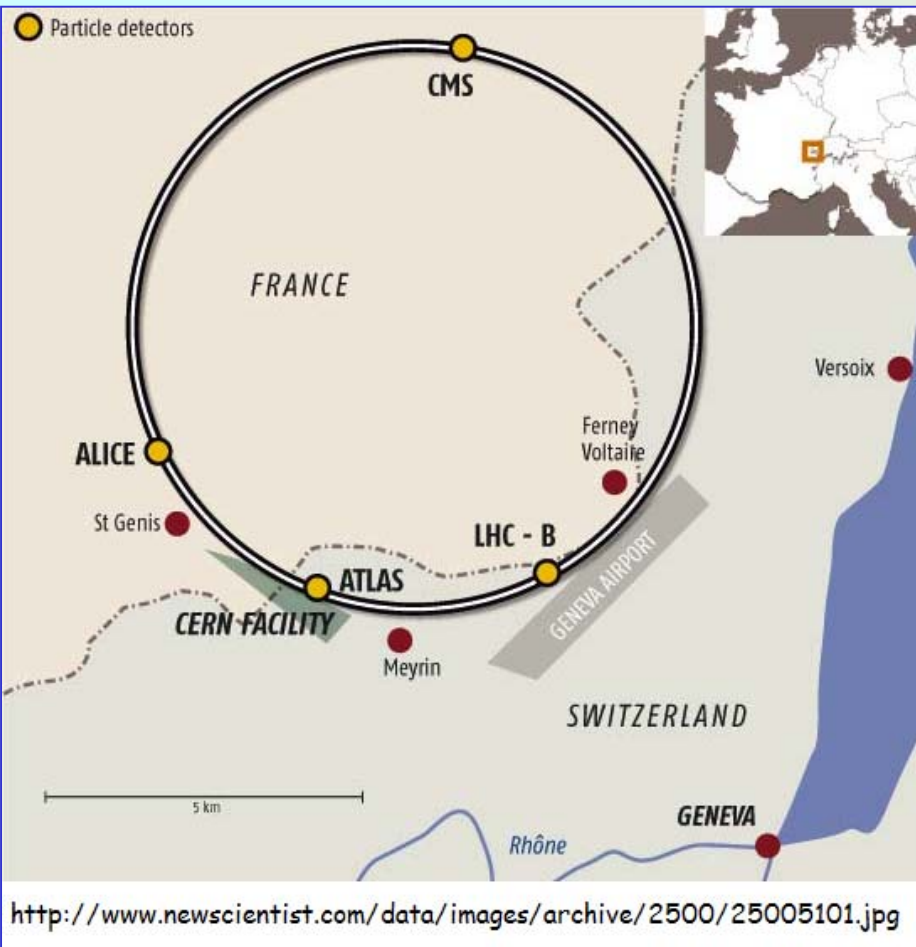 Particle detectors
CMS
FRANCE
Versoix
Ferney
Voltaire
ALICE
St Genis
LHC - B
ATLAS
GENEVA AIRPORT
CERN FACILITY
Meyrin
SWITZERLAND
5 km
GENEVA
Rhône
http://www.newscientist.com/data/images/archive/2500/25005101.jpg